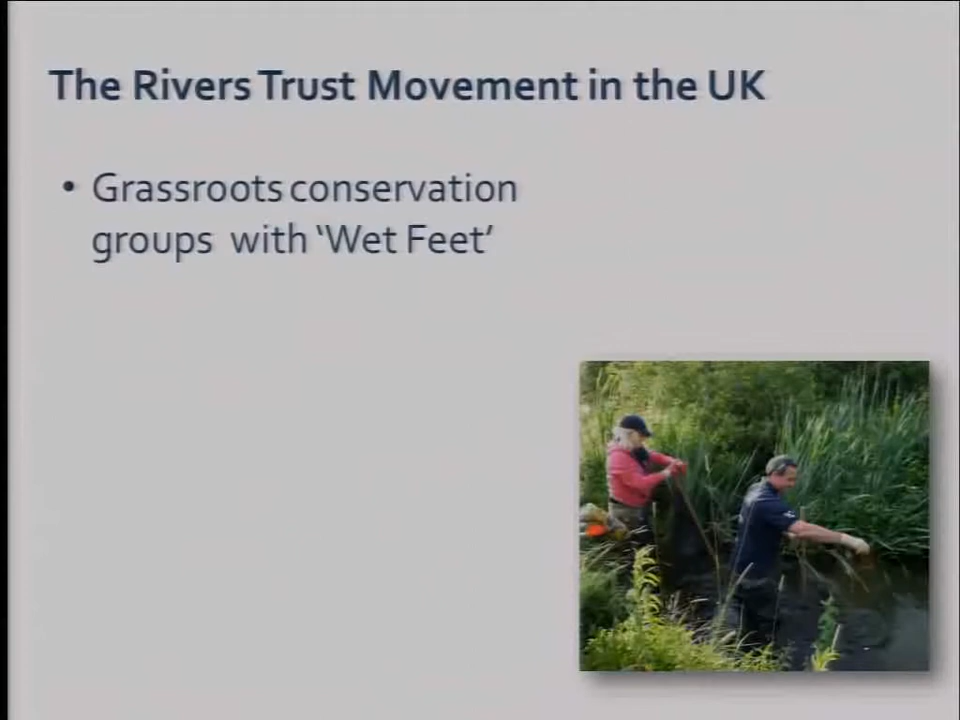 The Rivers Trust Movement in the UK
• Grassroots conservation
groups with ‘Wet Feet’